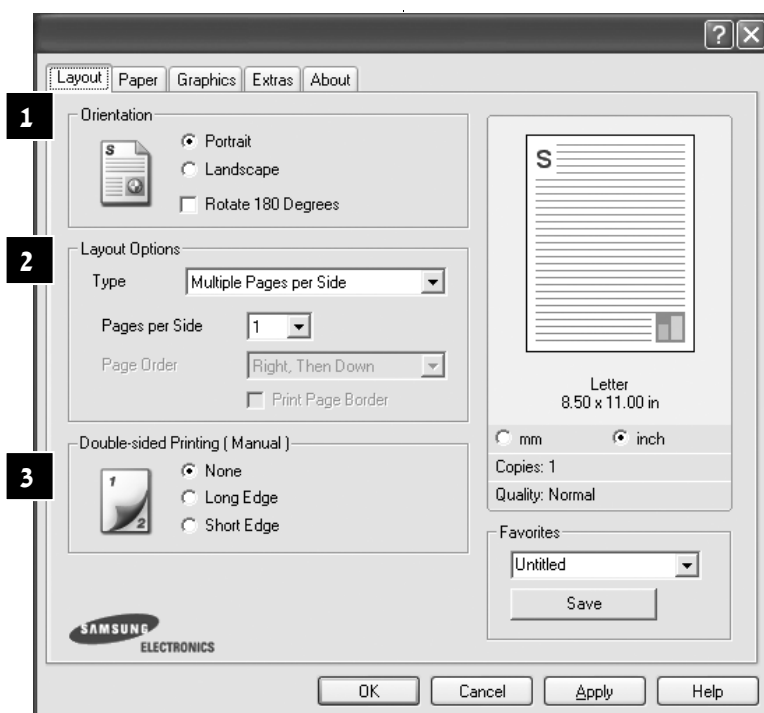 Layout Paper Graphics Extras About
1
Orientation
S
Portrait
Landscape
Rotate 180 Degrees
2
Layout Options
Type Multiple Pages per Side
Pages per Side 1
Page Order Right, Then Down
Print Page Border
3
Double-sided Printing ( Manual )
1
2
None
Long Edge
Short Edge
SAMSUNG
ELECTRONICS
S
Letter
8.50 x 11.00 in
mm inch
Copies: 1
Quality: Normal
Favorites
Untitled
Save
OK Cancel Apply Help